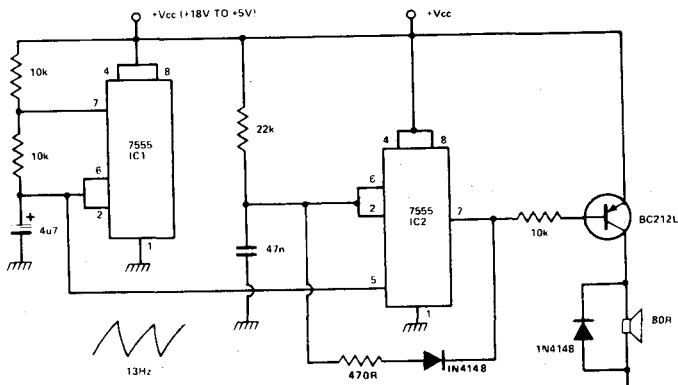 +Vcc (+18V TO +5V)
+Vcc
10k
4
8
7
10k
7555
IC1
6
2
+
4u7
1
22k
47n
4
8
6
2
7555
IC2
7
5
1
10k
BC212L
1N4148
80R
470R
1N4148
13Hz